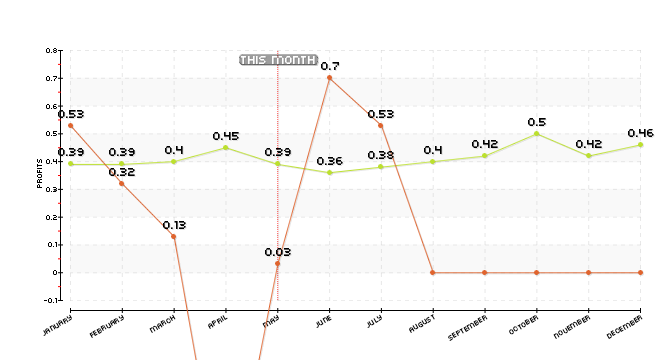 THIS MONTH
0.8
0.7
0.6
0.5
0.4
0.3
0.2
0.1
0
-0.1
PROFITS
0.53
0.32
0.13
0.03
0.7
0.53
0.39
0.39
0.4
0.45
0.39
0.36
0.38
0.4
0.42
0.5
0.42
0.46
JANUARY
FEBRUARY
MARCH
APRIL
MAY
JUNE
JULY
AUGUST
SEPTEMBER
OCTOBER
NOVEMBER
DECEMBER